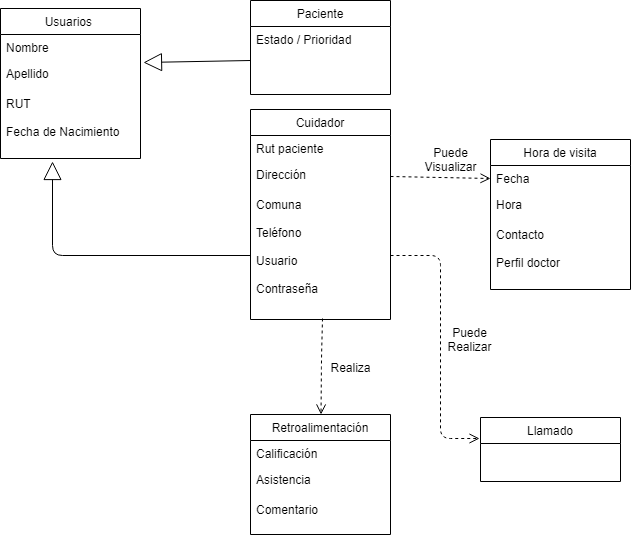 Usuarios
Nombre
Apellido
RUT
Fecha de Nacimiento
Paciente
Estado / Prioridad
Cuidador
Rut paciente
Dirección
Comuna
Teléfono
Usuario
Contraseña
Puede
Visualizar
Hora de visita
Fecha
Hora
Contacto
Perfil doctor
Puede
Realizar
Realiza
Retroalimentación
Calificación
Asistencia
Comentario
Llamado